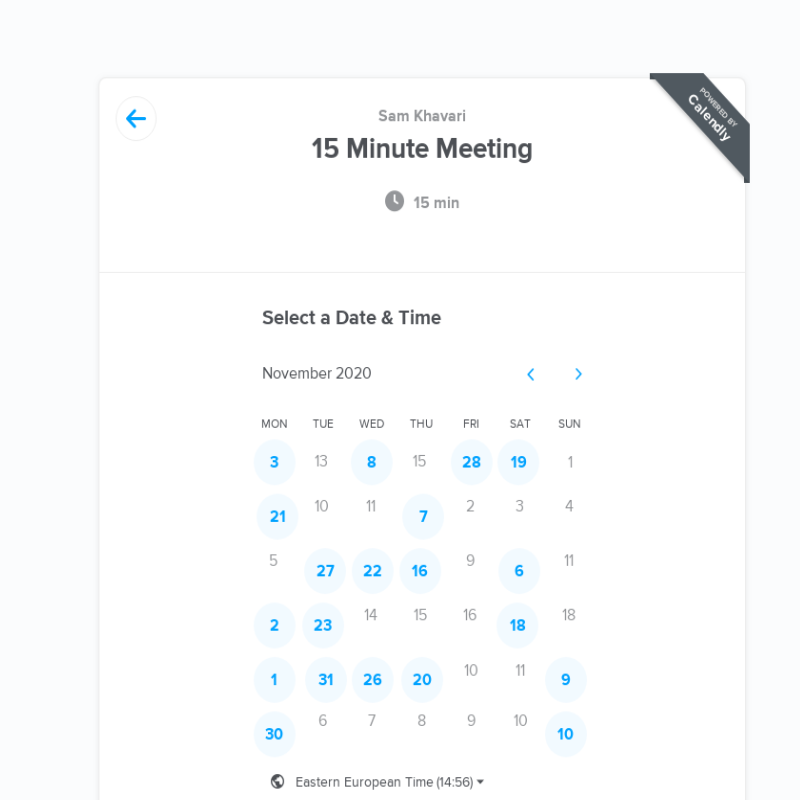 POWERED BY
Calendly
Sam Khavari
15 Minute Meeting
15 min
Select a Date & Time
November 2020
MON TUE WED THU FRI SAT SUN
3 13 8 15 28 19 1
21 10 11 7 2 3 4
5 27 22 16 9 6 11
2 23 14 15 16 18 18
1 31 26 20 10 11 9
30 6 7 8 9 10 10
Eastern European Time (14:56)